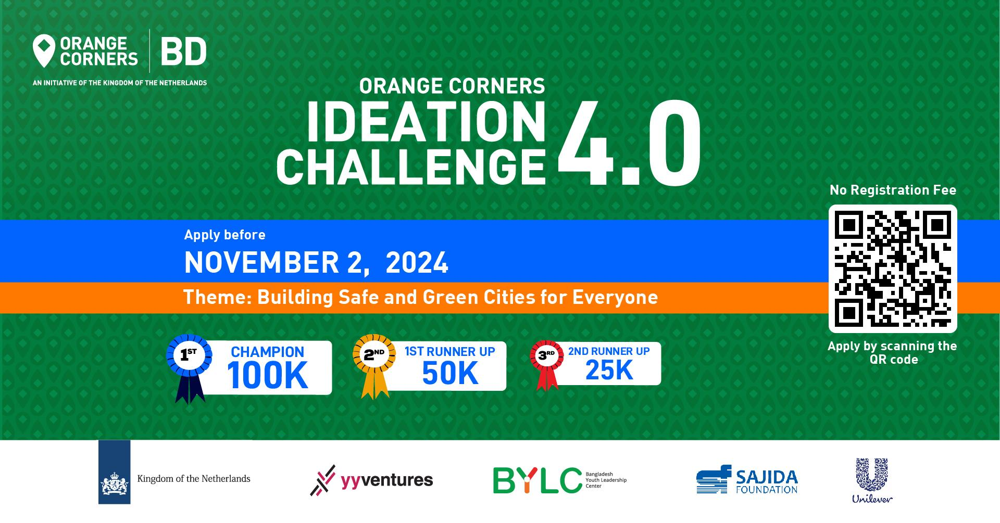 ORANGE
CORNERS
BD
AN INITIATIVE OF THE KINGDOM OF THE NETHERLANDS
ORANGE CORNERS
IDEATION
CHALLENGE
4.0
No Registration Fee
Apply before
NOVEMBER 2, 2024
Theme: Building Safe and Green Cities for Everyone
Apply by scanning the
QR code
1ST
CHAMPION
100K
2ND
1ST RUNNER UP
50K
3RD
2ND RUNNER UP
25K
Kingdom of the Netherlands
yyventures
BYLC
Bangladesh
Youth Leadership
Center
SAJIDA
FOUNDATION
Unilever